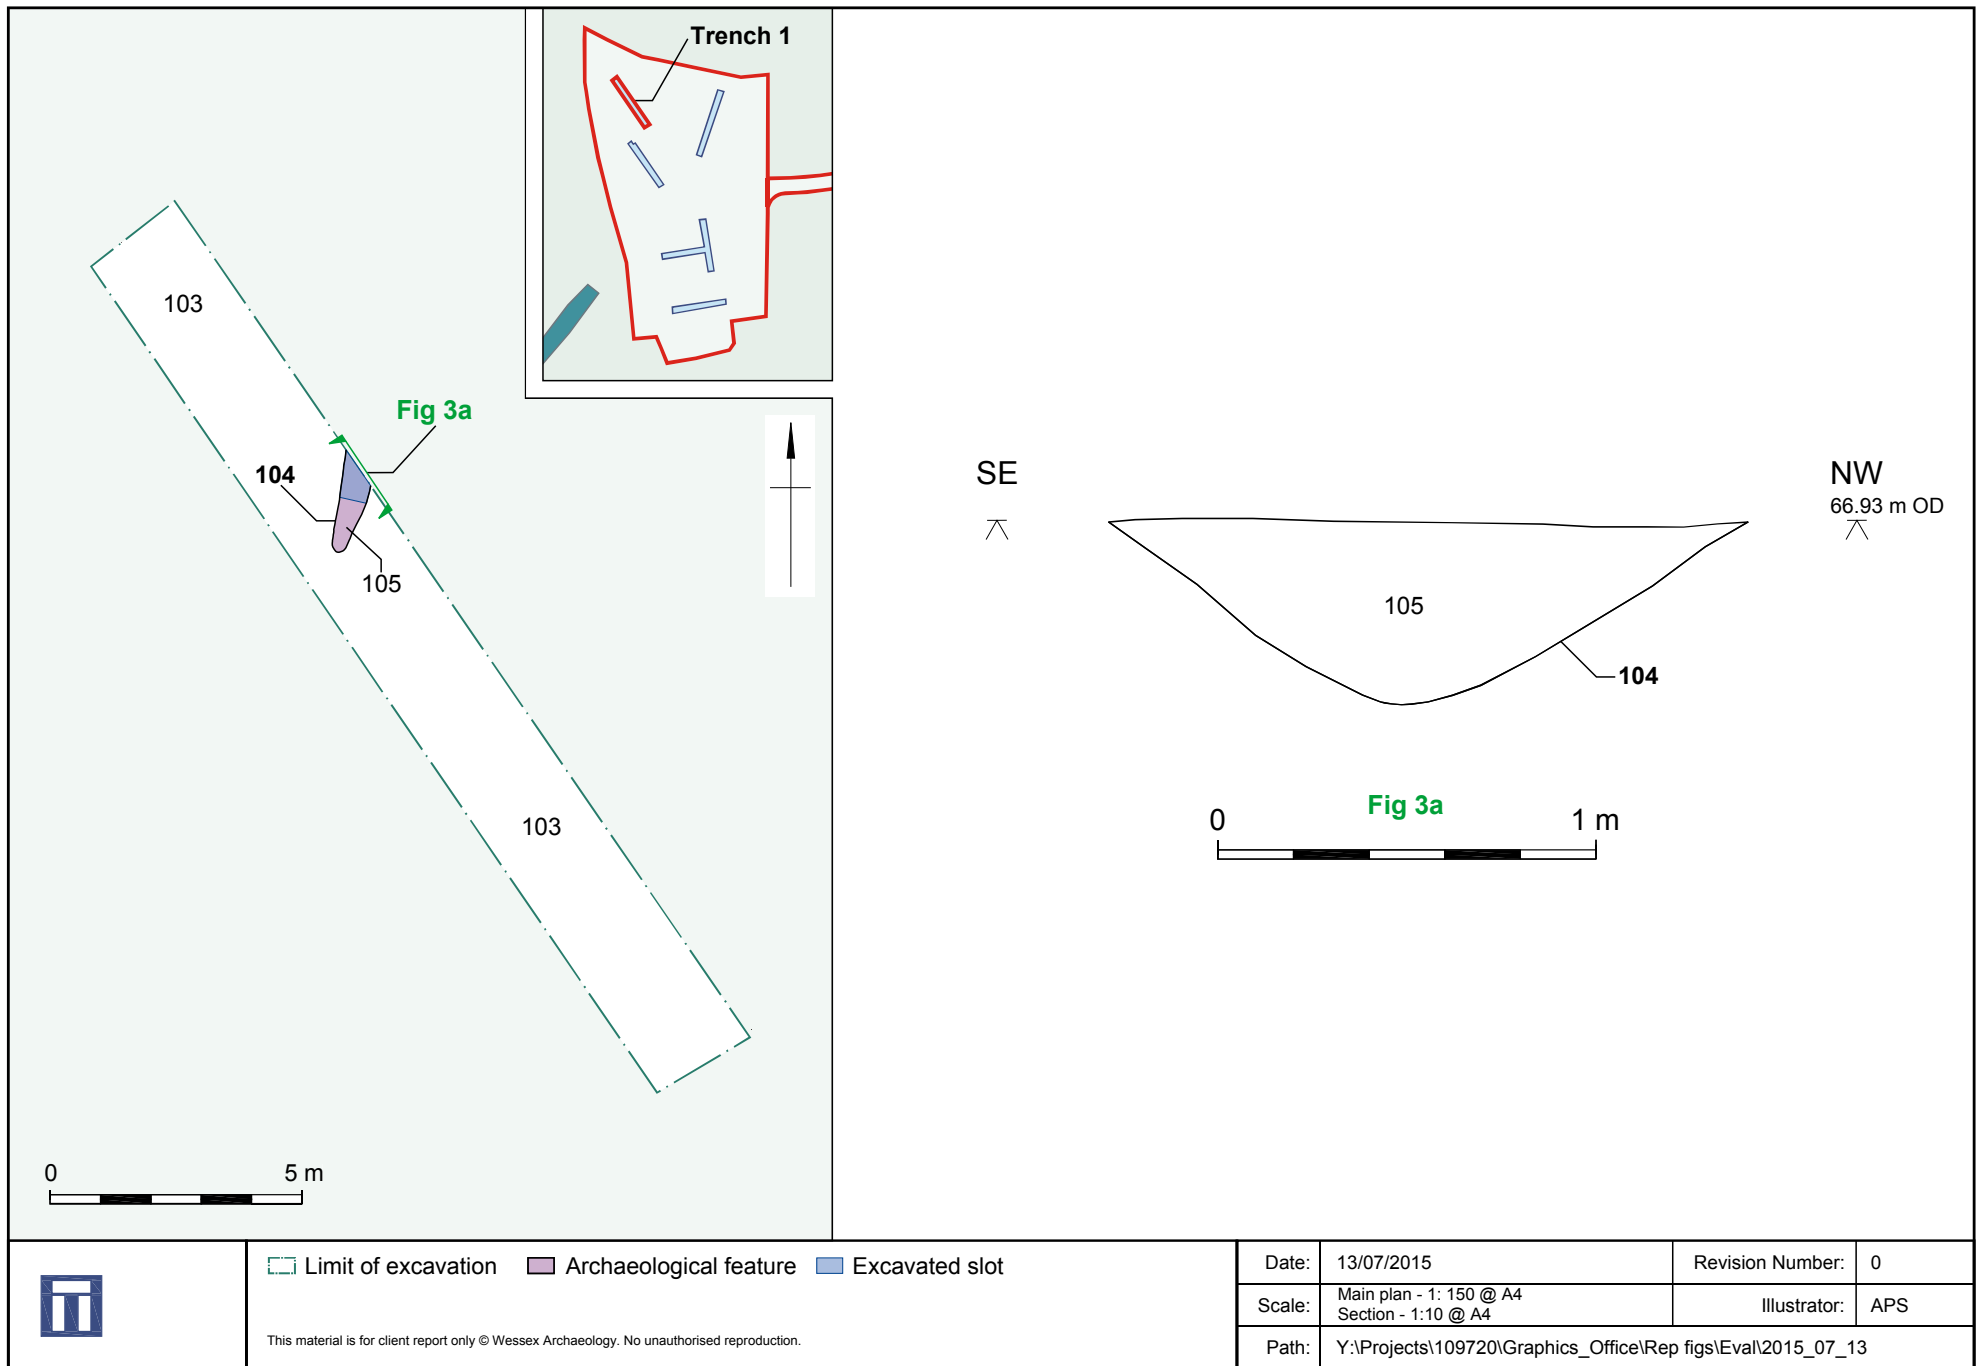 Trench 1
103
Fig 3a
104
105
103
0 5 m
SE
NW
66.93 m OD
105
104
Fig 3a
0 1 m
Limit of excavation
Archaeological feature
Excavated slot
This material is for client report only © Wessex Archaeology. No unauthorised reproduction.
Date: 13/07/2015 Revision Number: 0
Scale: Main plan - 1: 150 @ A4
Section - 1:10 @ A4
Illustrator: APS
Path: Y:\Projects\109720\Graphics_Office\Rep figs\Eval\2015_07_13